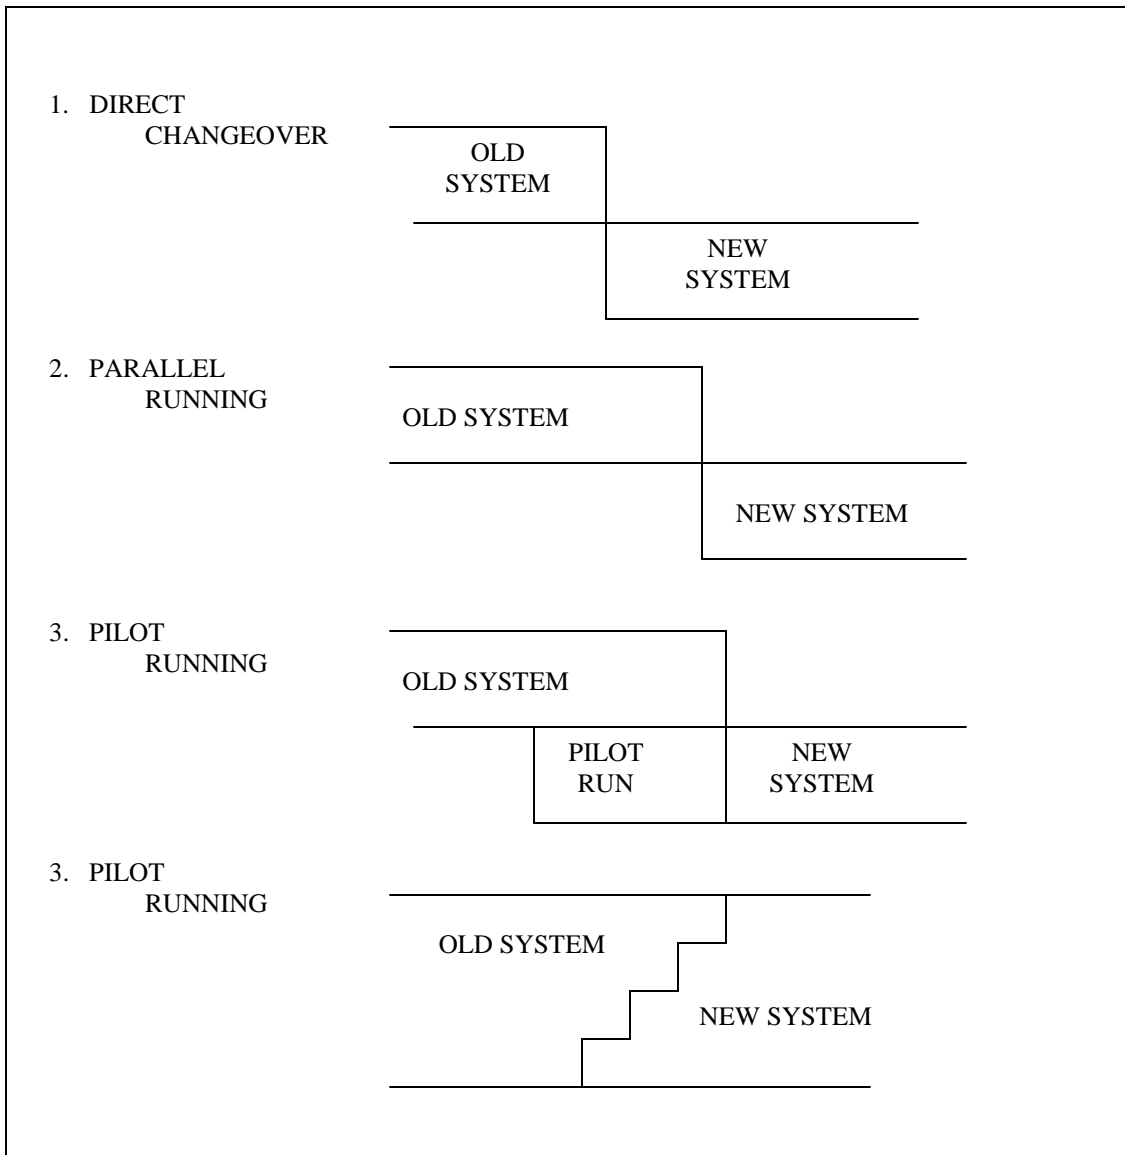 1. DIRECT
CHANGEOVER
OLD
SYSTEM
NEW
SYSTEM
2. PARALLEL
RUNNING
OLD SYSTEM
NEW SYSTEM
3. PILOT
RUNNING
OLD SYSTEM
PILOT
RUN
NEW
SYSTEM
3. PILOT
RUNNING
OLD SYSTEM
NEW SYSTEM